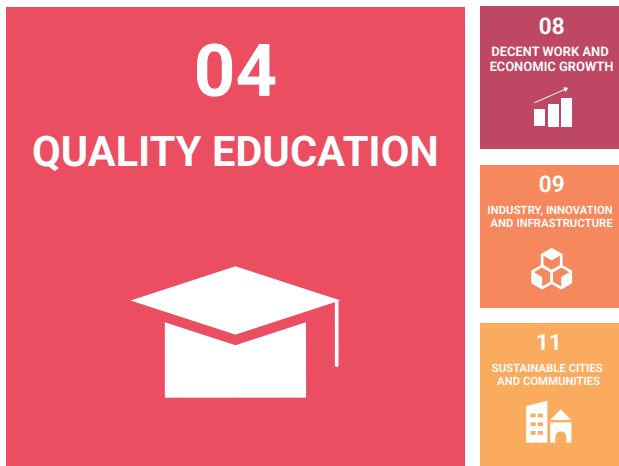 04
QUALITY EDUCATION
08
DECENT WORK AND
ECONOMIC GROWTH
09
INDUSTRY, INNOVATION
AND INFRASTRUCTURE
11
SUSTAINABLE CITIES
AND COMMUNITIES